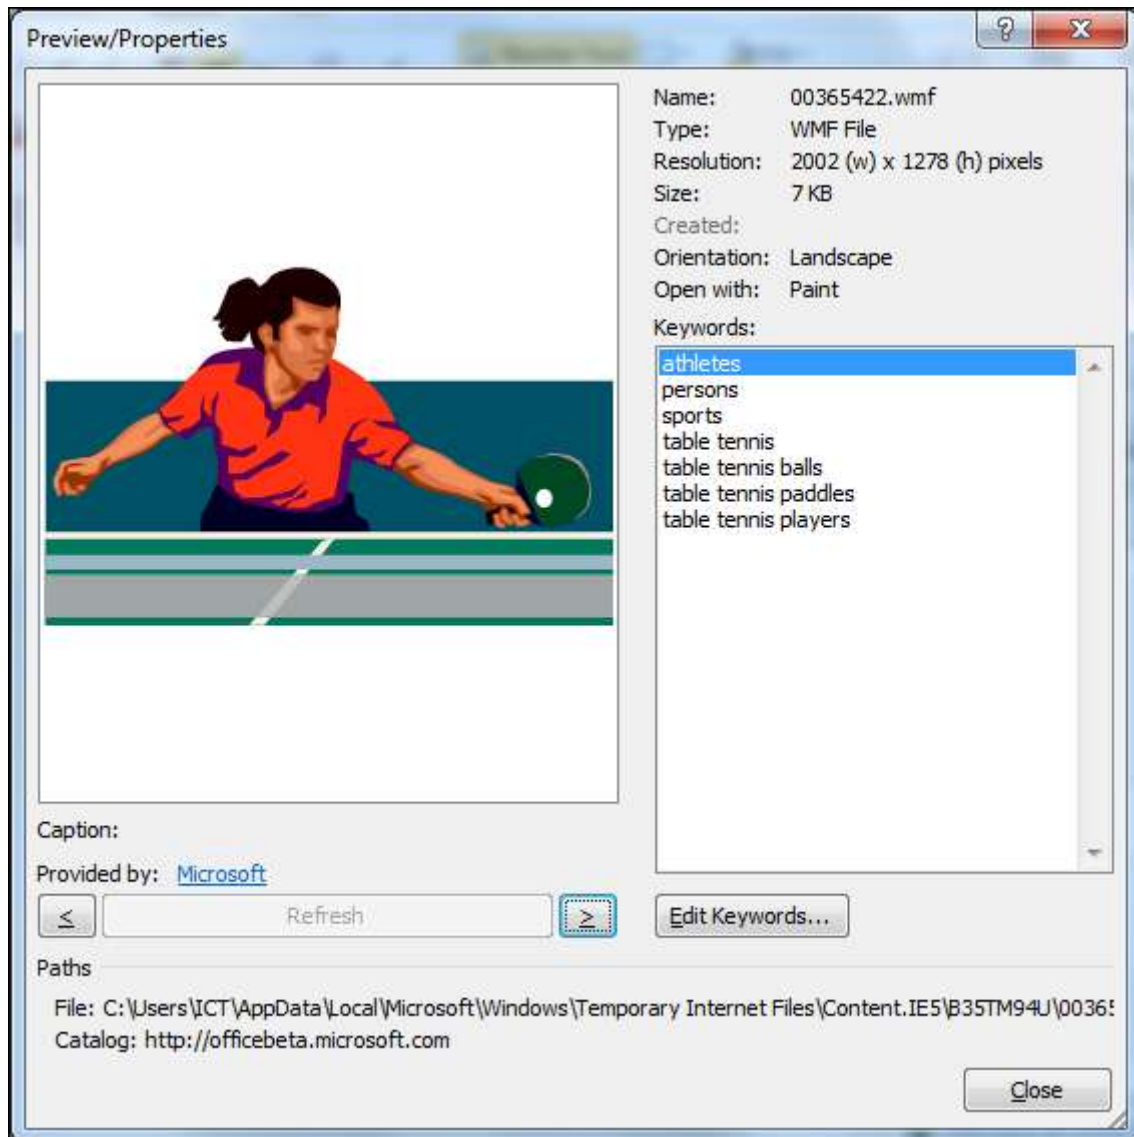 Preview/Properties
Name: 00365422.wmf
Type: WMF File
Resolution: 2002 (w) x 1278 (h) pixels
Size: 7 KB
Created:
Orientation: Landscape
Open with: Paint
Keywords:
athletes
persons
sports
table tennis
table tennis balls
table tennis paddles
table tennis players
Caption:
Provided by: Microsoft
< Refresh >
Edit Keywords...
Paths
File: C:\Users\ICT\AppData\Local\Microsoft\Windows\Temporary Internet Files\Content.IE5\B35TM94U\00365
Catalog: http://officebeta.microsoft.com
Close